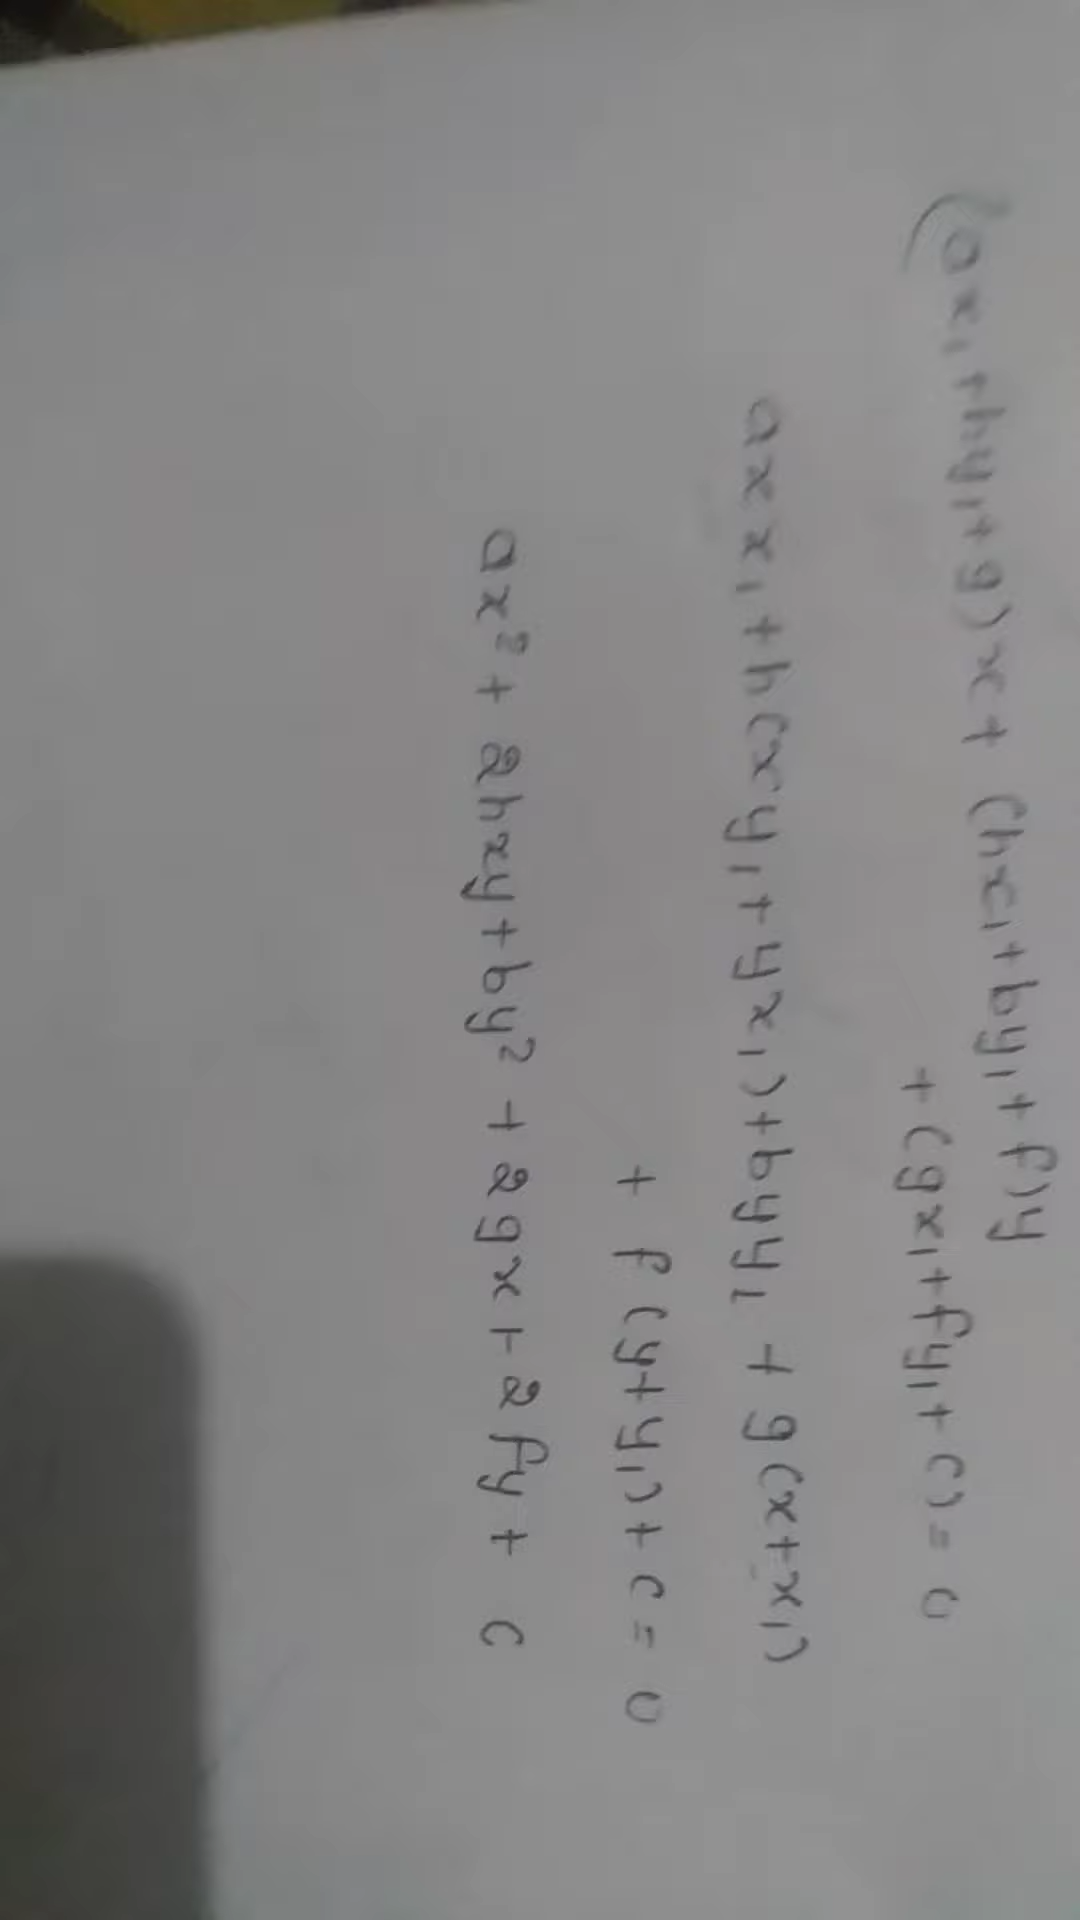 (ax₁+hy₁+g)x+ (hx₁+by₁+f)y
+(gx₁+fy₁+c)=0
axx₁+h(xy₁+yx₁)+byy₁ + g(x+x₁)
+ f(y+y₁)+c=0
ax²+2hxy+by²+2gx+2fy+ c